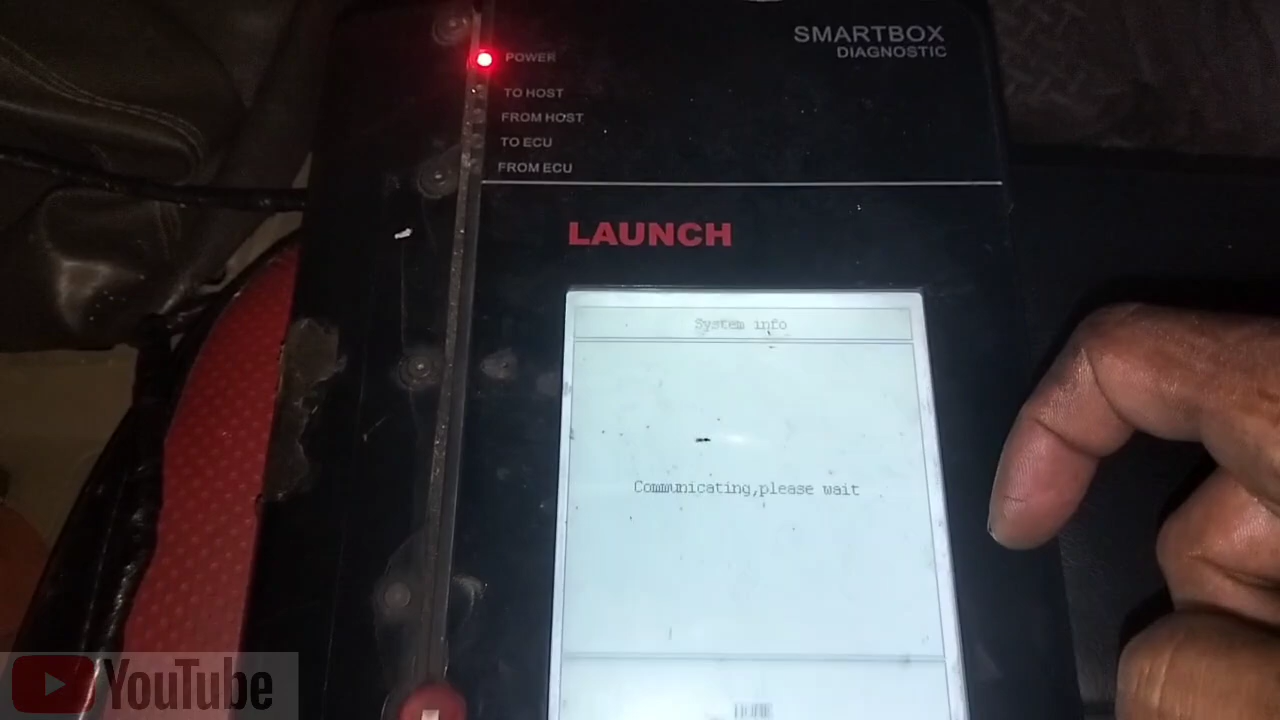 SMARTBOX
DIAGNOSTIC
POWER
TO HOST
FROM HOST
TO ECU
FROM ECU
LAUNCH
System info
Communicating,please wait
YouTube